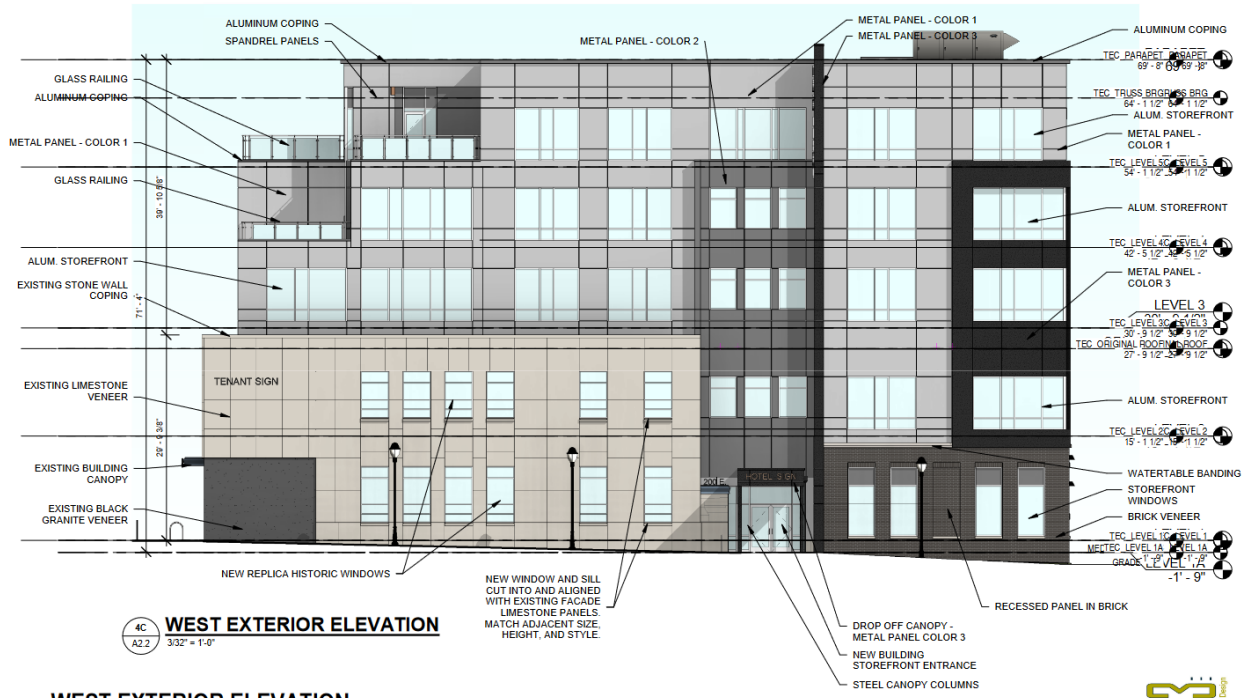 ALUMINUM COPING
SPANDREL PANELS
METAL PANEL - COLOR 2
METAL PANEL - COLOR 1
METAL PANEL - COLOR 3
ALUMINUM COPING
GLASS RAILING
ALUMINUM COPING
METAL PANEL - COLOR 1
GLASS RAILING
ALUM. STOREFRONT
EXISTING STONE WALL
COPING
EXISTING LIMESTONE
VENEER
EXISTING BUILDING
CANOPY
EXISTING BLACK
GRANITE VENEER
39' - 10 5/8"
71' - 4"
29' - 9 3/8"
TENANT SIGN
200 E.
HOTEL SIGN
TEC_PARAPET
69' - 8"
TEC_TRUSS BRG
64' - 1 1/2"
ALUM. STOREFRONT
METAL PANEL -
COLOR 1
TEC_LEVEL 5
54' - 1 1/2"
ALUM. STOREFRONT
TEC_LEVEL 4
42' - 5 1/2"
METAL PANEL -
COLOR 3
LEVEL 3
TEC_LEVEL 3
30' - 9 1/2"
TEC_ORIGINAL ROOF
27' - 9 1/2"
ALUM. STOREFRONT
TEC_LEVEL 2
15' - 1 1/2"
WATERTABLE BANDING
STOREFRONT
WINDOWS
BRICK VENEER
TEC_LEVEL 1
TEC_LEVEL 1A
GRADE
LEVEL 1A
-1' - 9"
NEW REPLICA HISTORIC WINDOWS
NEW WINDOW AND SILL
CUT INTO AND ALIGNED
WITH EXISTING FACADE
LIMESTONE PANELS.
MATCH ADJACENT SIZE,
HEIGHT, AND STYLE.
RECESSED PANEL IN BRICK
DROP OFF CANOPY -
METAL PANEL COLOR 3
NEW BUILDING
STOREFRONT ENTRANCE
STEEL CANOPY COLUMNS
4C
A2.2
WEST EXTERIOR ELEVATION
3/32" = 1'-0"
WEST EXTERIOR ELEVATION
Design